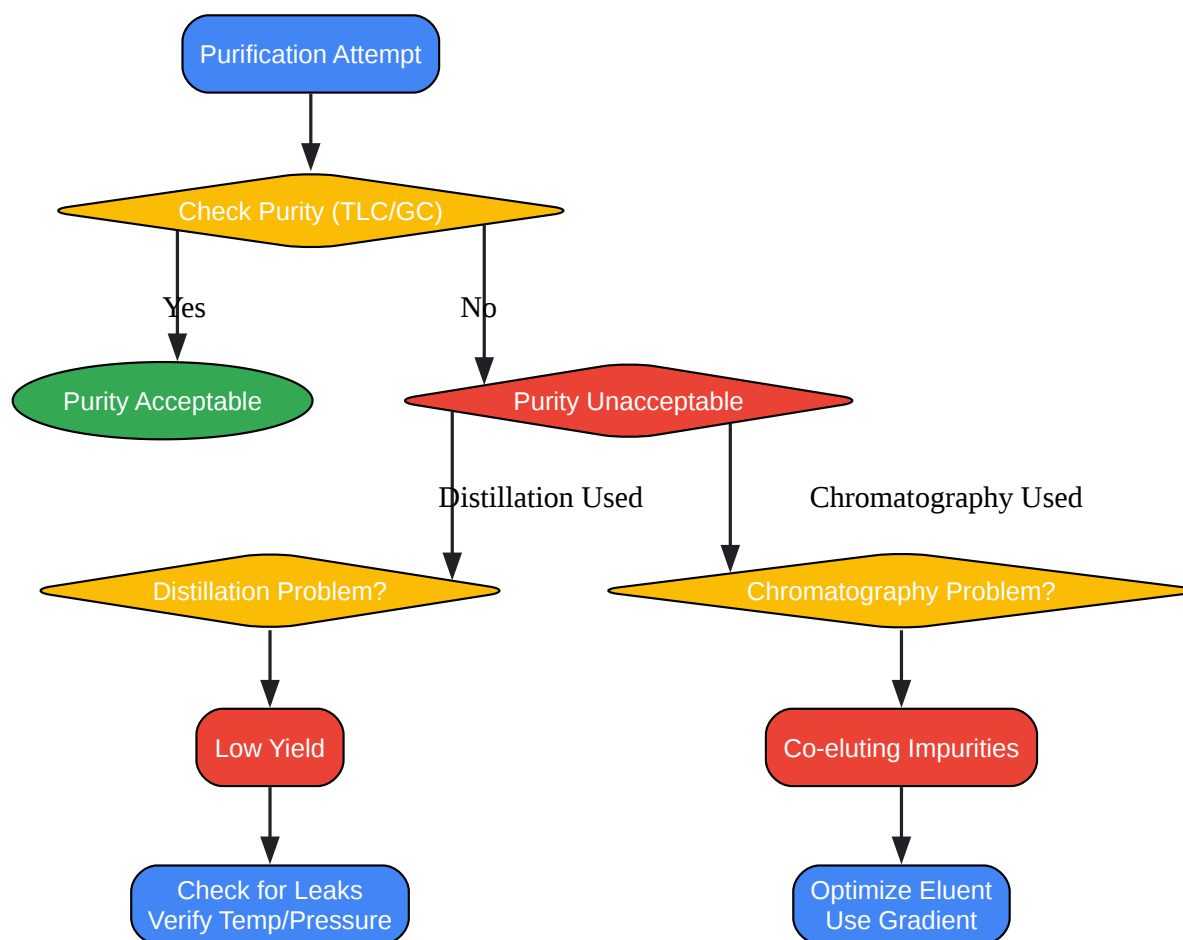 Purification Attempt
Check Purity (TLC/GC)
Yes
No
Purity Acceptable
Purity Unacceptable
Distillation Used
Chromatography Used
Distillation Problem?
Chromatography Problem?
Low Yield
Co-eluting Impurities
Check for Leaks
Verify Temp/Pressure
Optimize Eluent
Use Gradient